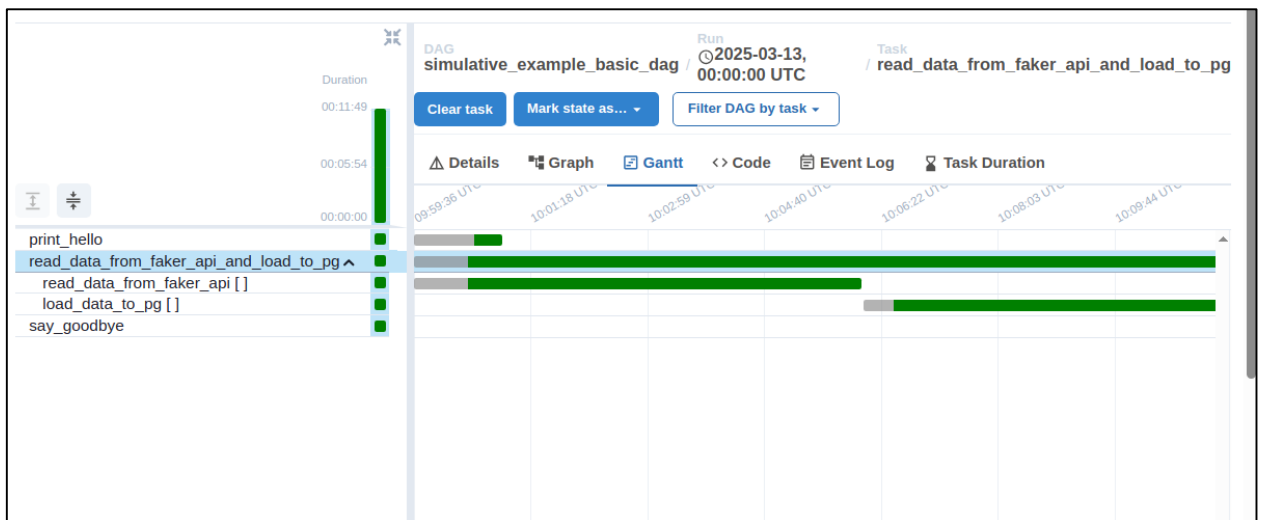 Duration
00:11:49
00:05:54
00:00:00
print_hello
read_data_from_faker_api_and_load_to_pg
read_data_from_faker_api [ ]
load_data_to_pg [ ]
say_goodbye
DAG
simulative_example_basic_dag /
Run
2025-03-13,
00:00:00 UTC
Task
/ read_data_from_faker_api_and_load_to_pg
Clear task
Mark state as...
Filter DAG by task
Details
Graph
Gantt
<> Code
Event Log
Task Duration
09:59:36 UTC
10:01:18 UTC
10:02:59 UTC
10:04:40 UTC
10:06:22 UTC
10:08:03 UTC
10:09:44 UTC